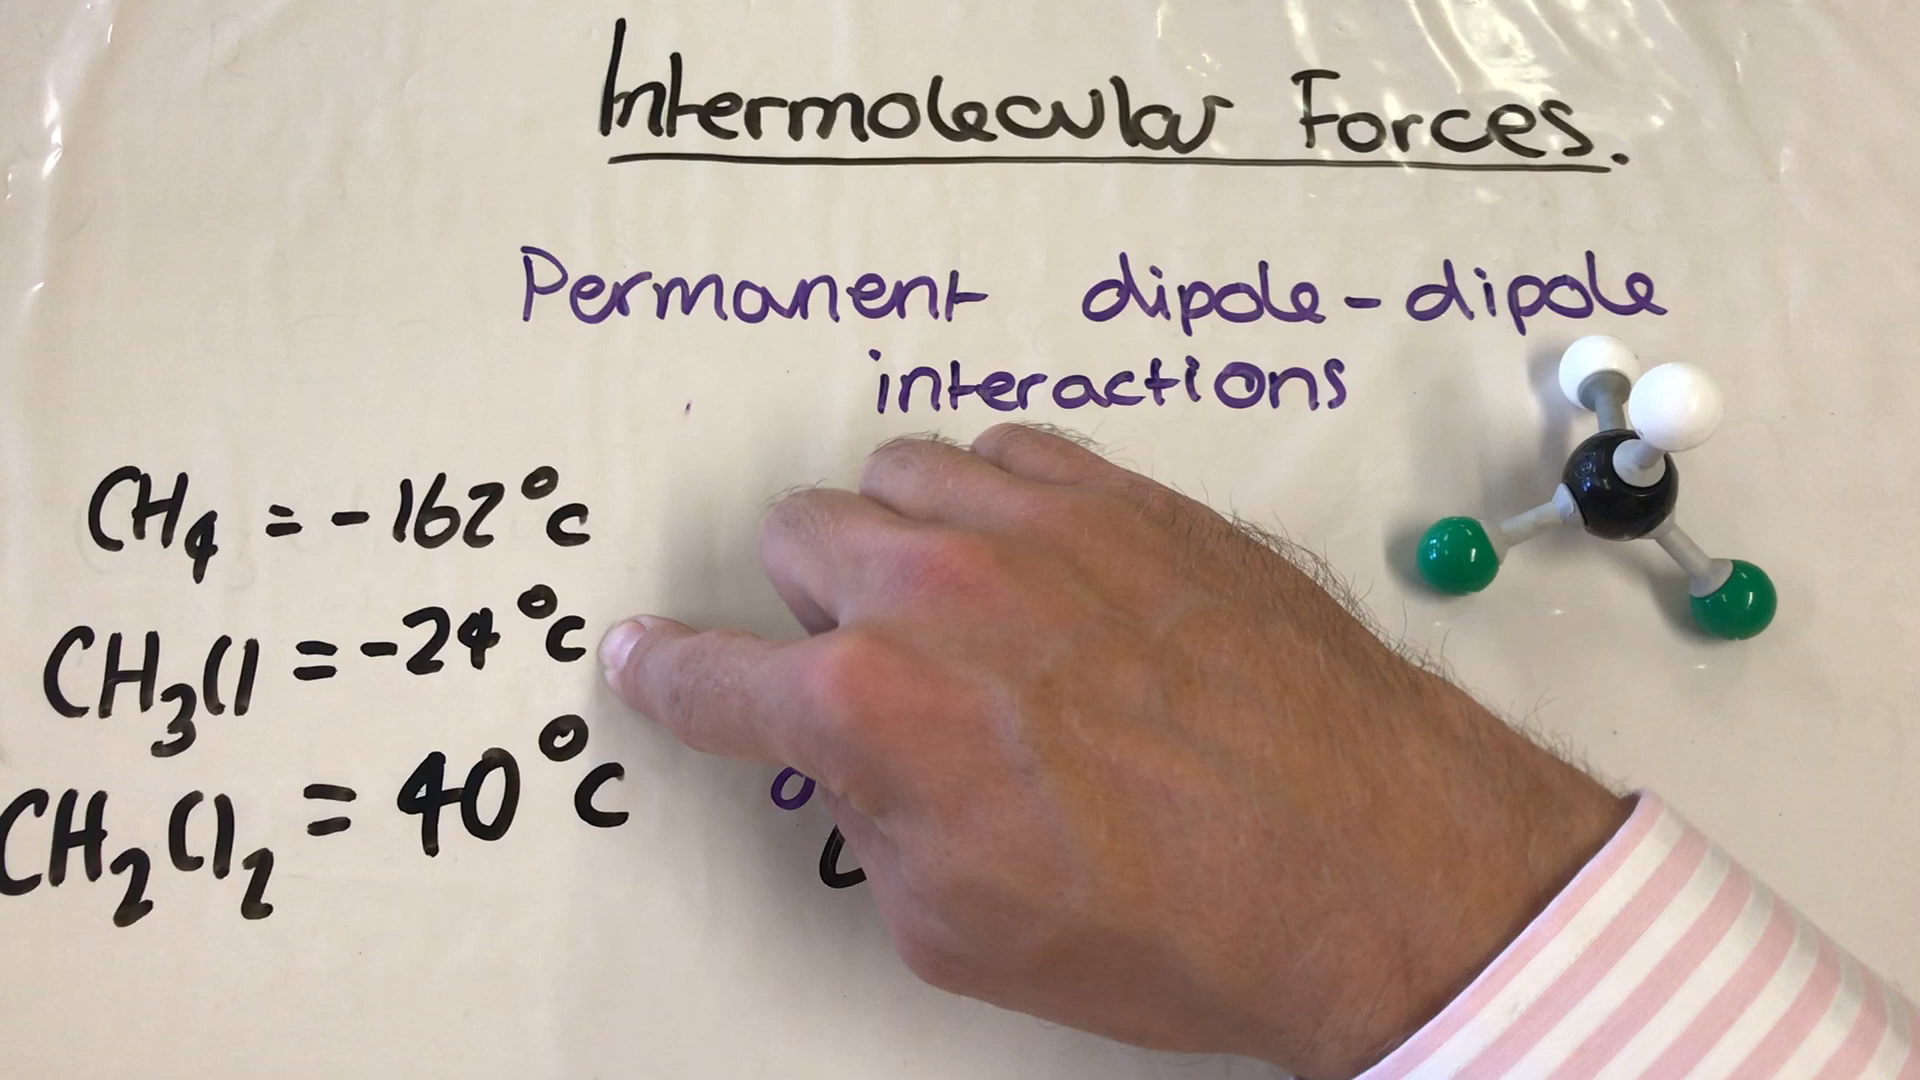 Intermolecular Forces.
Permanent dipole-dipole
interactions
CH4 = -162°c
CH3Cl = -24°c
CH2Cl2 = 40°c